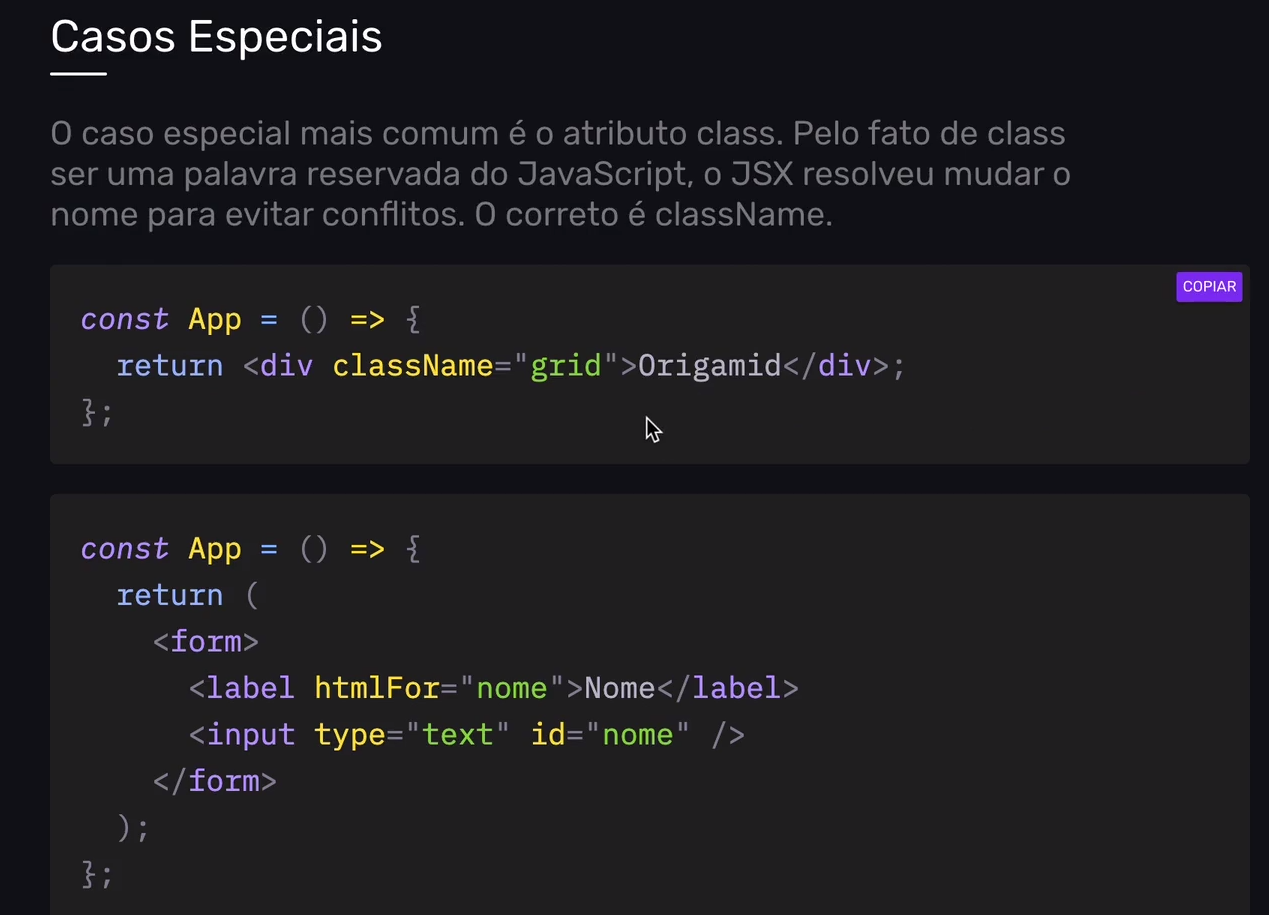 Casos Especiais
O caso especial mais comum é o atributo class. Pelo fato de class
ser uma palavra reservada do JavaScript, o JSX resolveu mudar o
nome para evitar conflitos. O correto é className.
COPIAR
const App = () => {
  return <div className="grid">Origamid</div>;
};
const App = () => {
  return (
    <form>
      <label htmlFor="nome">Nome</label>
      <input type="text" id="nome" />
    </form>
  );
};